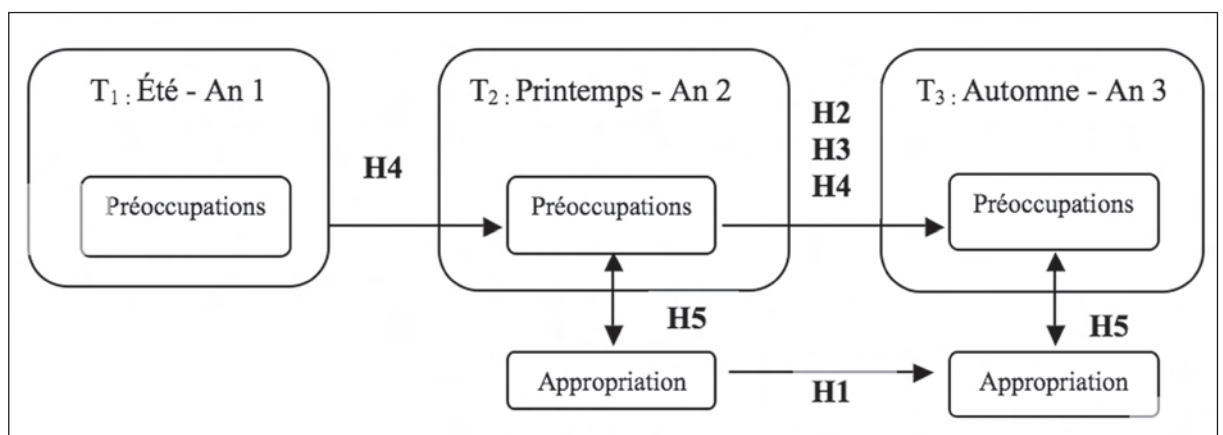 T1 : Été - An 1
T2 : Printemps - An 2
T3 : Automne - An 3
H2
H3
H4
H4
Préoccupations
Préoccupations
Préoccupations
H5
H5
Appropriation
Appropriation
H1